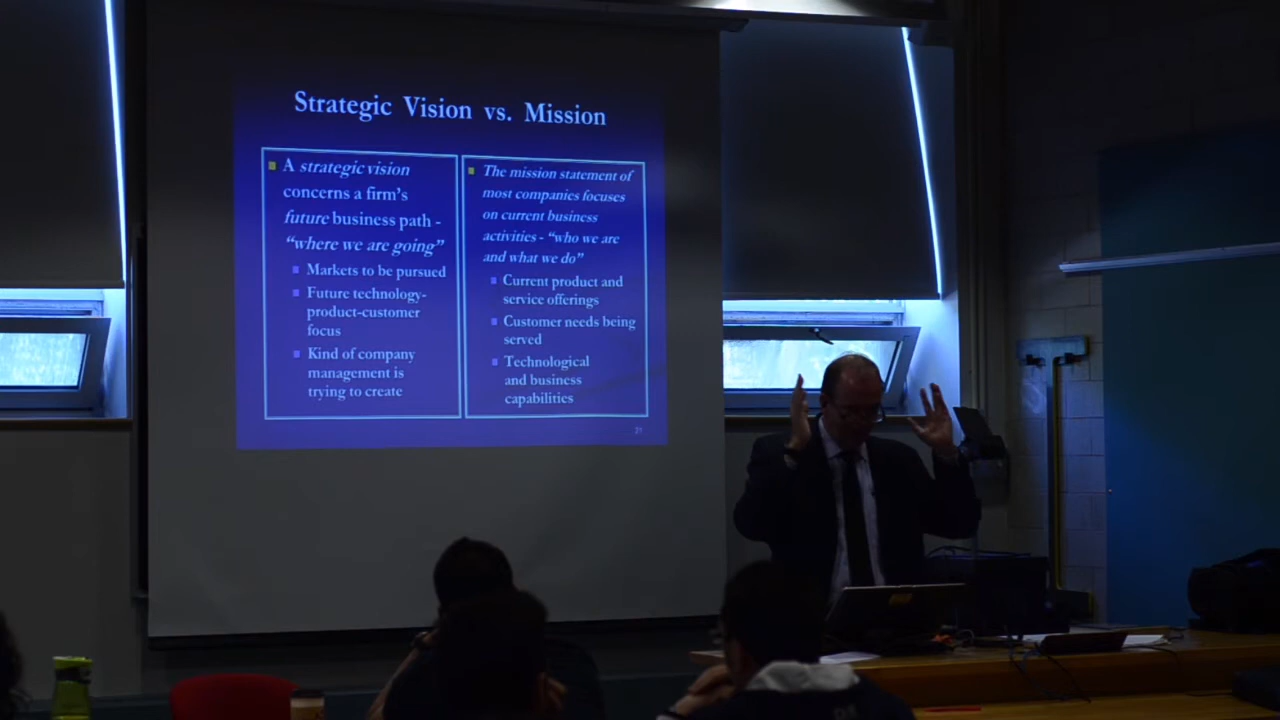 Strategic Vision vs. Mission
A strategic vision
concerns a firm's
future business path -
"where we are going"
Markets to be pursued
Future technology-
product-customer
focus
Kind of company
management is
trying to create
The mission statement of
most companies focuses
on current business
activities - "who we are
and what we do"
Current product and
service offerings
Customer needs being
served
Technological
and business
capabilities
21